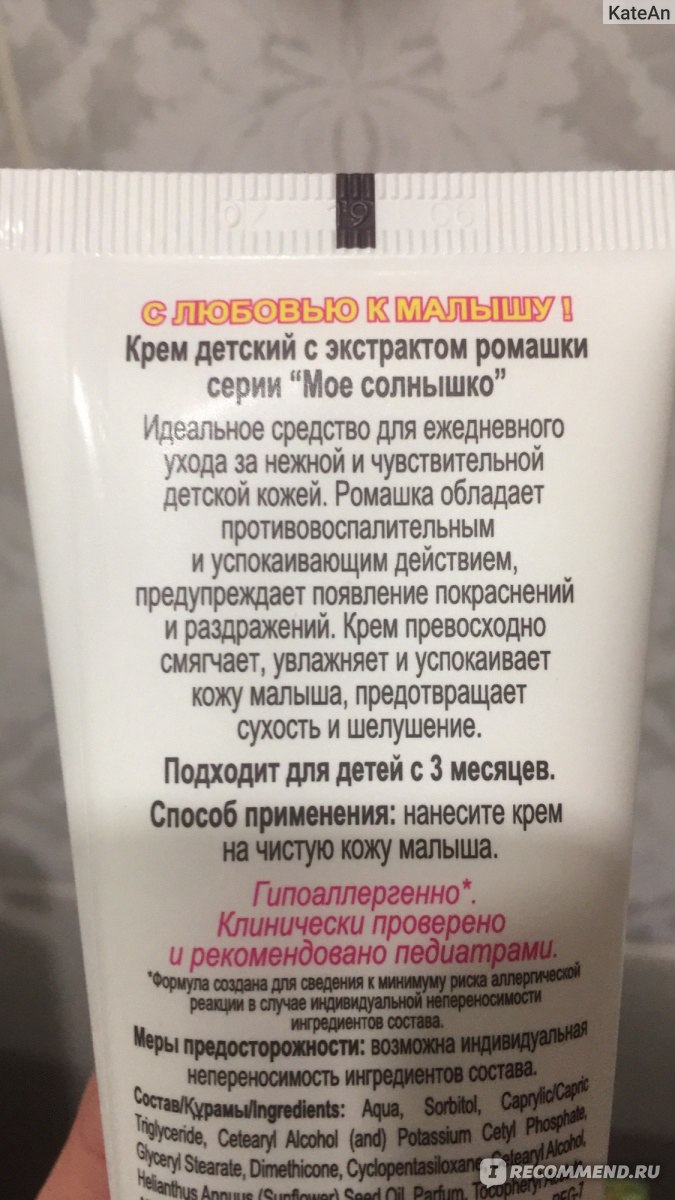 KateAn
19
С ЛЮБОВЬЮ К МАЛЫШУ !
Крем детский с экстрактом ромашки
серии “Мое солнышко”
Идеальное средство для ежедневного
ухода за нежной и чувствительной
детской кожей. Ромашка обладает
противовоспалительным
и успокаивающим действием,
предупреждает появление покраснений
и раздражений. Крем превосходно
смягчает, увлажняет и успокаивает
кожу малыша, предотвращает
сухость и шелушение.
Подходит для детей с 3 месяцев.
Способ применения: нанесите крем
на чистую кожу малыша.
Гипоаллергенно*.
Клинически проверено
и рекомендовано педиатрами.
*Формула создана для сведения к минимуму риска аллергической
реакции в случае индивидуальной непереносимости
ингредиентов состава.
Меры предосторожности: возможна индивидуальная
непереносимость ингредиентов состава.
Состав/Құрамы/Ingredients: Aqua, Sorbitol, Caprylic/Capric
Triglyceride, Cetearyl Alcohol (and) Potassium Cetyl Phosphate,
Glyceryl Stearate, Dimethicone, Cyclopentasiloxane, Cetearyl Alcohol,
Helianthus Annuus (Sunflower) Seed Oil, Parfum,
I RECOMMEND.RU